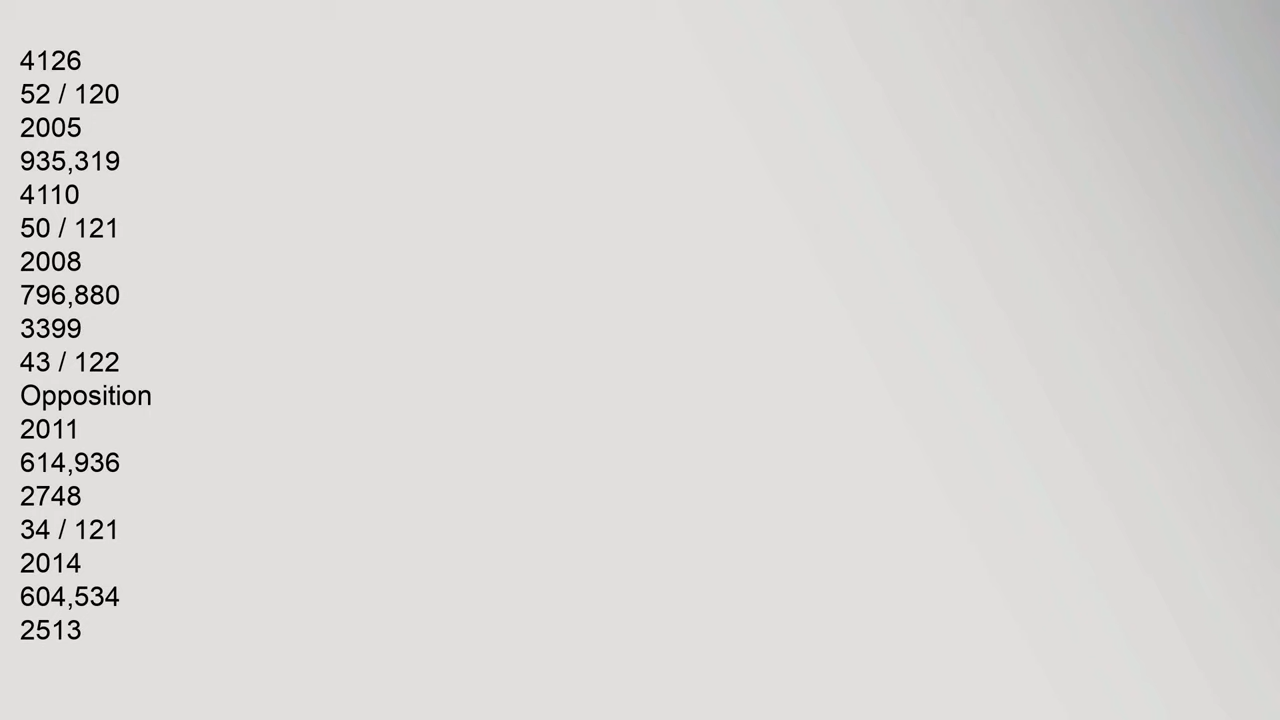 4126
52 / 120
2005
935,319
4110
50 / 121
2008
796,880
3399
43 / 122
Opposition
2011
614,936
2748
34 / 121
2014
604,534
2513